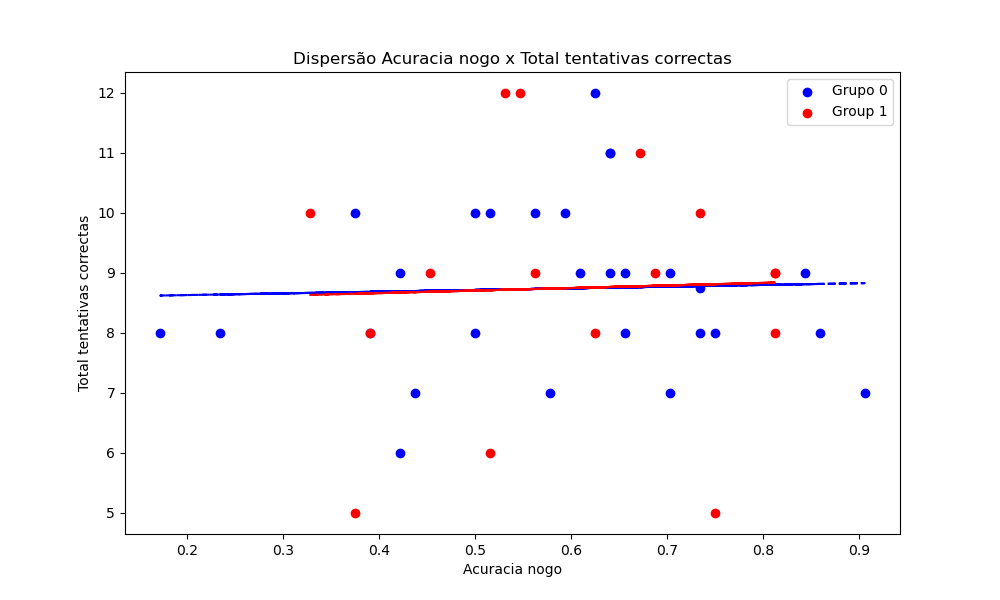 Dispersão Acuracia nogo x Total tentativas correctas
Grupo 0
Group 1
Total tentativas correctas
12
11
10
9
8
7
6
5
0.2 0.3 0.4 0.5 0.6 0.7 0.8 0.9
Acuracia nogo